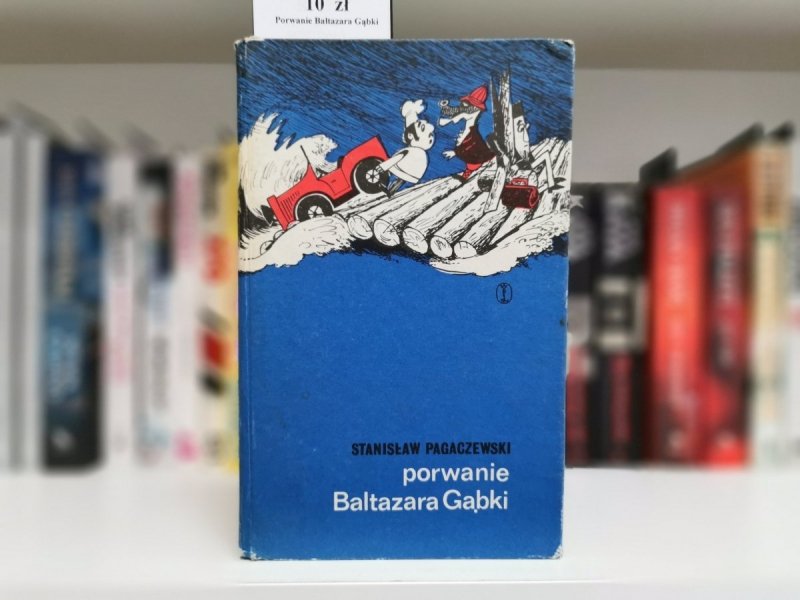 10 zł
Porwanie Baltazara Gąbki
STANISŁAW PAGACZEWSKI
porwanie
Baltazara Gąbki